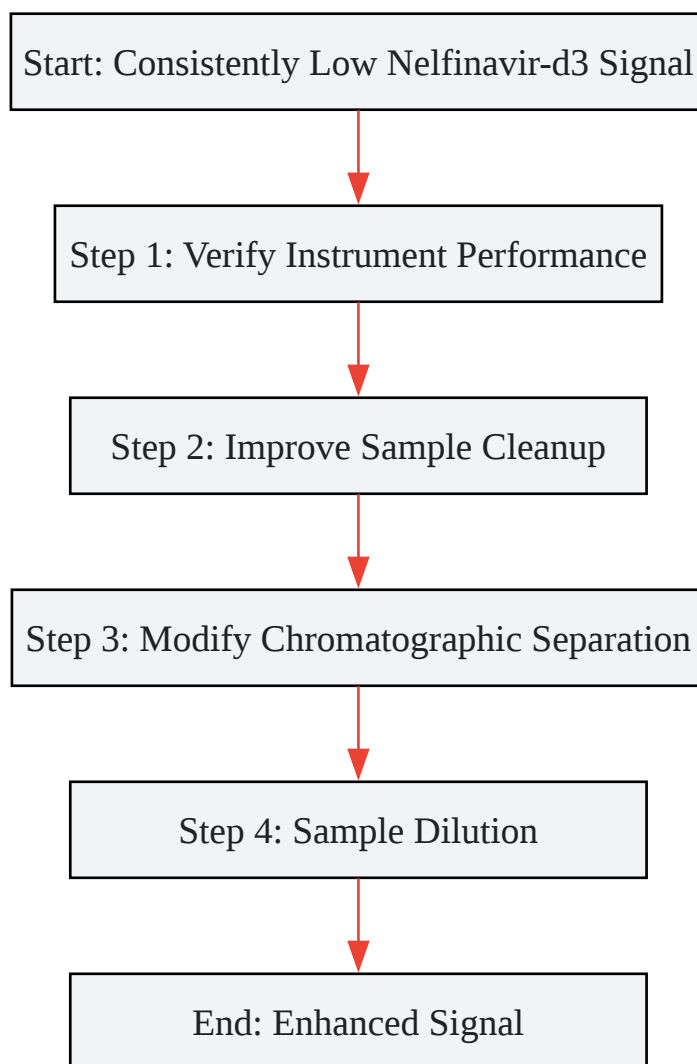 Start: Consistently Low Nelfinavir-d3 Signal
Step 1: Verify Instrument Performance
Step 2: Improve Sample Cleanup
Step 3: Modify Chromatographic Separation
Step 4: Sample Dilution
End: Enhanced Signal